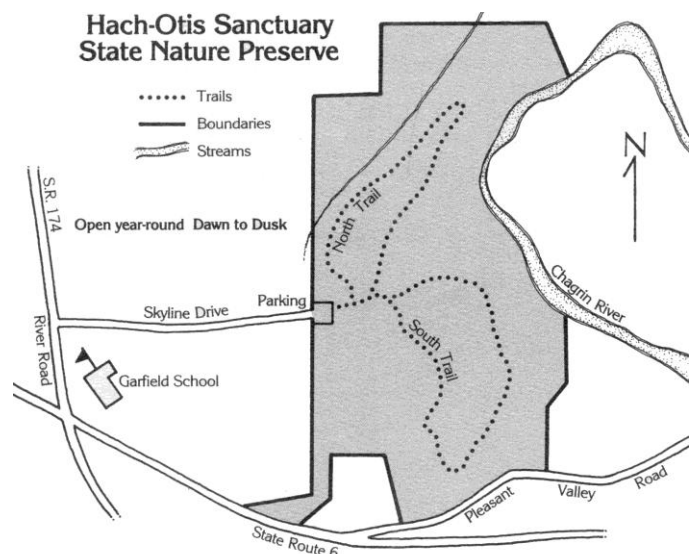 Hach-Otis Sanctuary
State Nature Preserve
Trails
Boundaries
Streams
N
S.R. 174
Open year-round Dawn to Dusk
North Trail
Chagrin River
Parking
Skyline Drive
River Road
South Trail
Garfield School
Pleasant Valley Road
State Route 6